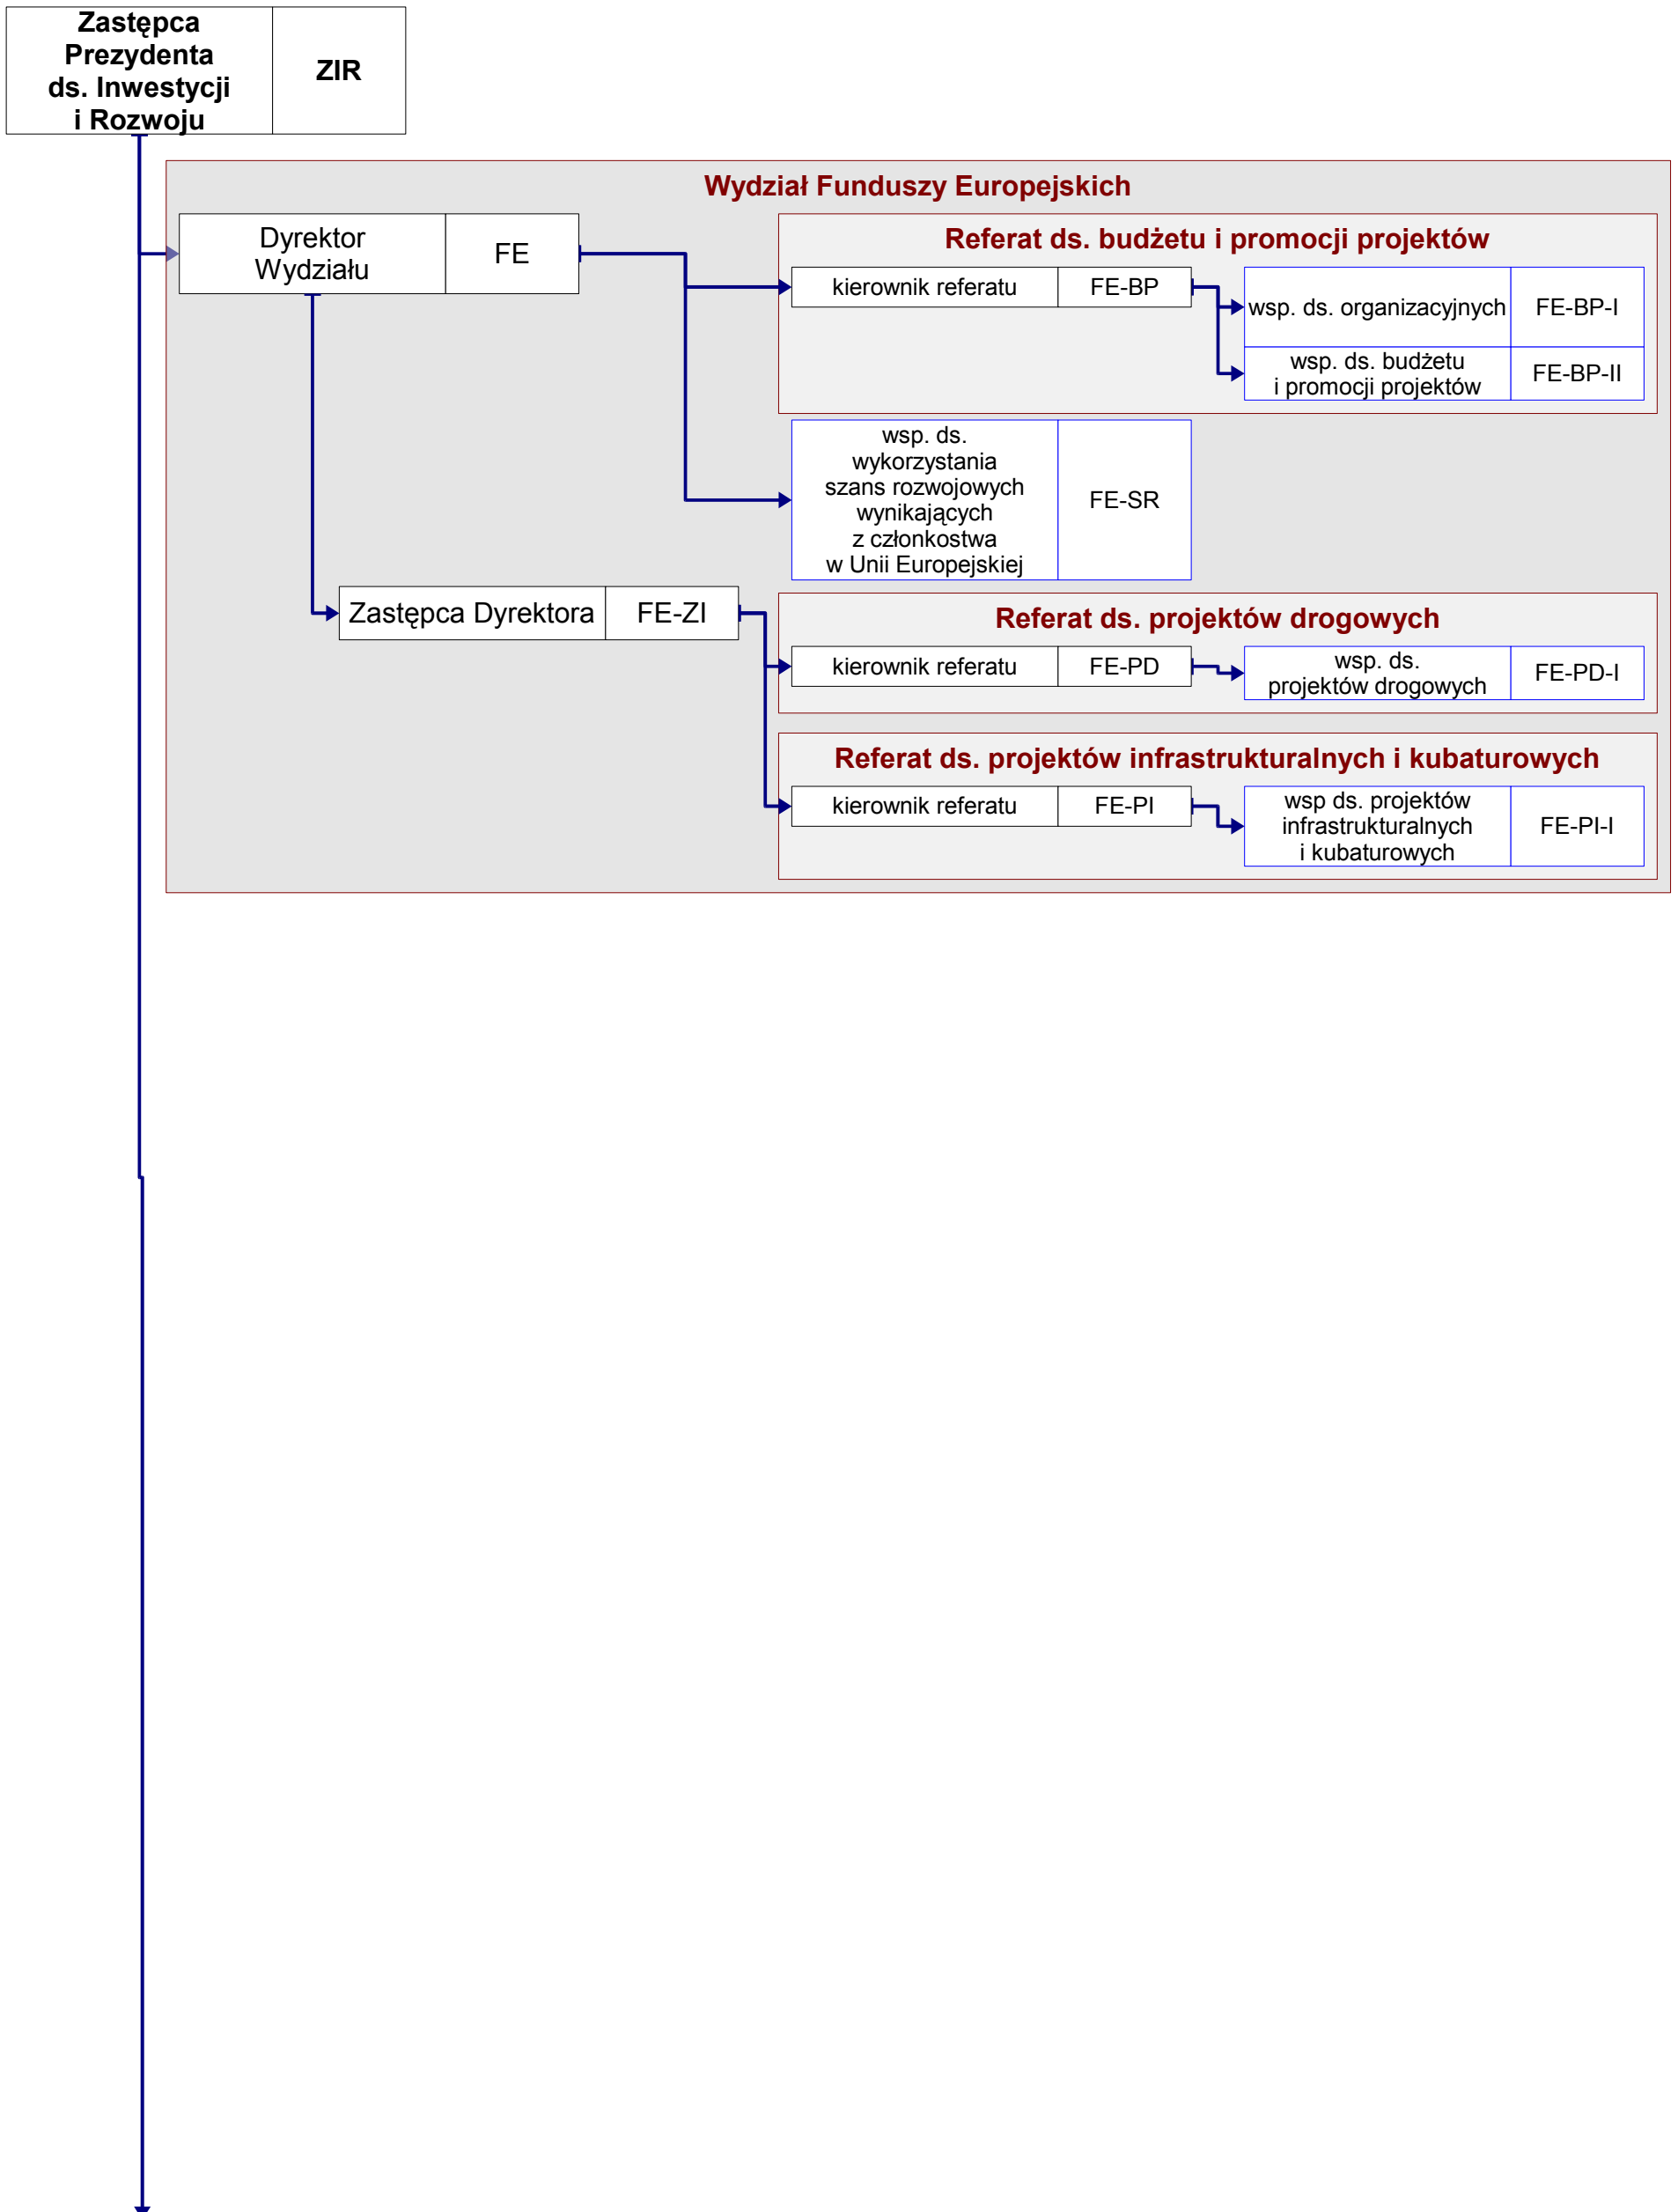 Zastępca
Prezydenta
ds. Inwestycji
i Rozwoju
ZIR
Wydział Funduszy Europejskich
Dyrektor
Wydziału
FE
Referat ds. budżetu i promocji projektów
kierownik referatu
FE-BP
wsp. ds. organizacyjnych
FE-BP-I
wsp. ds. budżetu
i promocji projektów
FE-BP-II
wsp. ds.
wykorzystania
szans rozwojowych
wynikających
z członkostwa
w Unii Europejskiej
FE-SR
Zastępca Dyrektora
FE-ZI
Referat ds. projektów drogowych
kierownik referatu
FE-PD
wsp. ds.
projektów drogowych
FE-PD-I
Referat ds. projektów infrastrukturalnych i kubaturowych
kierownik referatu
FE-PI
wsp ds. projektów
infrastrukturalnych
i kubaturowych
FE-PI-I